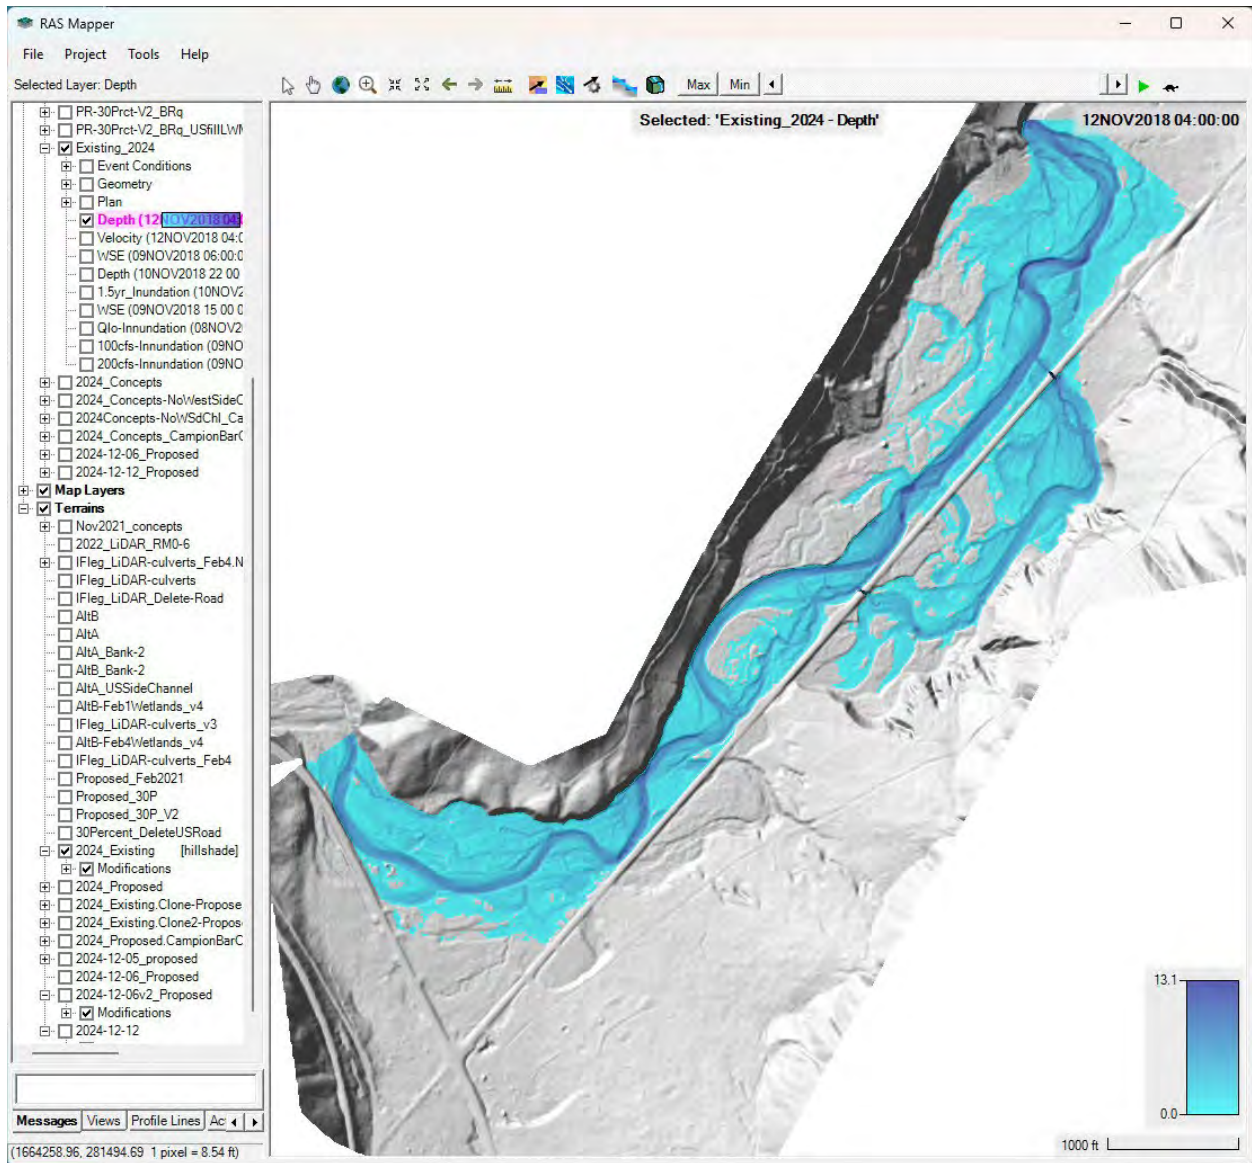 RAS Mapper
File Project Tools Help
Selected Layer: Depth
Max Min
PR-30Prct-V2_BRq
PR-30Prct-V2_BRq_USfillLWM
Existing_2024
Event Conditions
Geometry
Plan
Depth (12NOV2018 04:0
Velocity (12NOV2018 04:0
WSE (09NOV2018 06:00:0
Depth (10NOV2018 22 00
1.5yr_Inundation (10NOV2
WSE (09NOV2018 15 00 0
Qlo-Innundation (08NOV2
100cfs-Innundation (09NO
200cfs-Innundation (09NO
2024_Concepts
2024_Concepts-NoWestSideC
2024Concepts-NoWSdChl_Ca
2024_Concepts_CampionBarC
2024-12-06_Proposed
2024-12-12_Proposed
Map Layers
Terrains
Nov2021_concepts
2022_LiDAR_RM0-6
IFleg_LiDAR-culverts_Feb4.N
IFleg_LiDAR-culverts
IFleg_LiDAR_Delete-Road
AltB
AltA
AltA_Bank-2
AltB_Bank-2
AltA_USSideChannel
AltB-Feb1Wetlands_v4
IFleg_LiDAR-culverts_v3
AltB-Feb4Wetlands_v4
IFleg_LiDAR-culverts_Feb4
Proposed_Feb2021
Proposed_30P
Proposed_30P_V2
30Percent_DeleteUSRoad
2024_Existing [hillshade]
Modifications
2024_Proposed
2024_Existing.Clone-Propose
2024_Existing.Clone2-Propos
2024_Proposed.CampionBarC
2024-12-05_proposed
2024-12-06_Proposed
2024-12-06v2_Proposed
Modifications
2024-12-12
Messages Views Profile Lines Ac
(1664258.96, 281494.69 1 pixel = 8.54 ft)
Selected: 'Existing_2024 - Depth'
12NOV2018 04:00:00
13.1
0.0
1000 ft